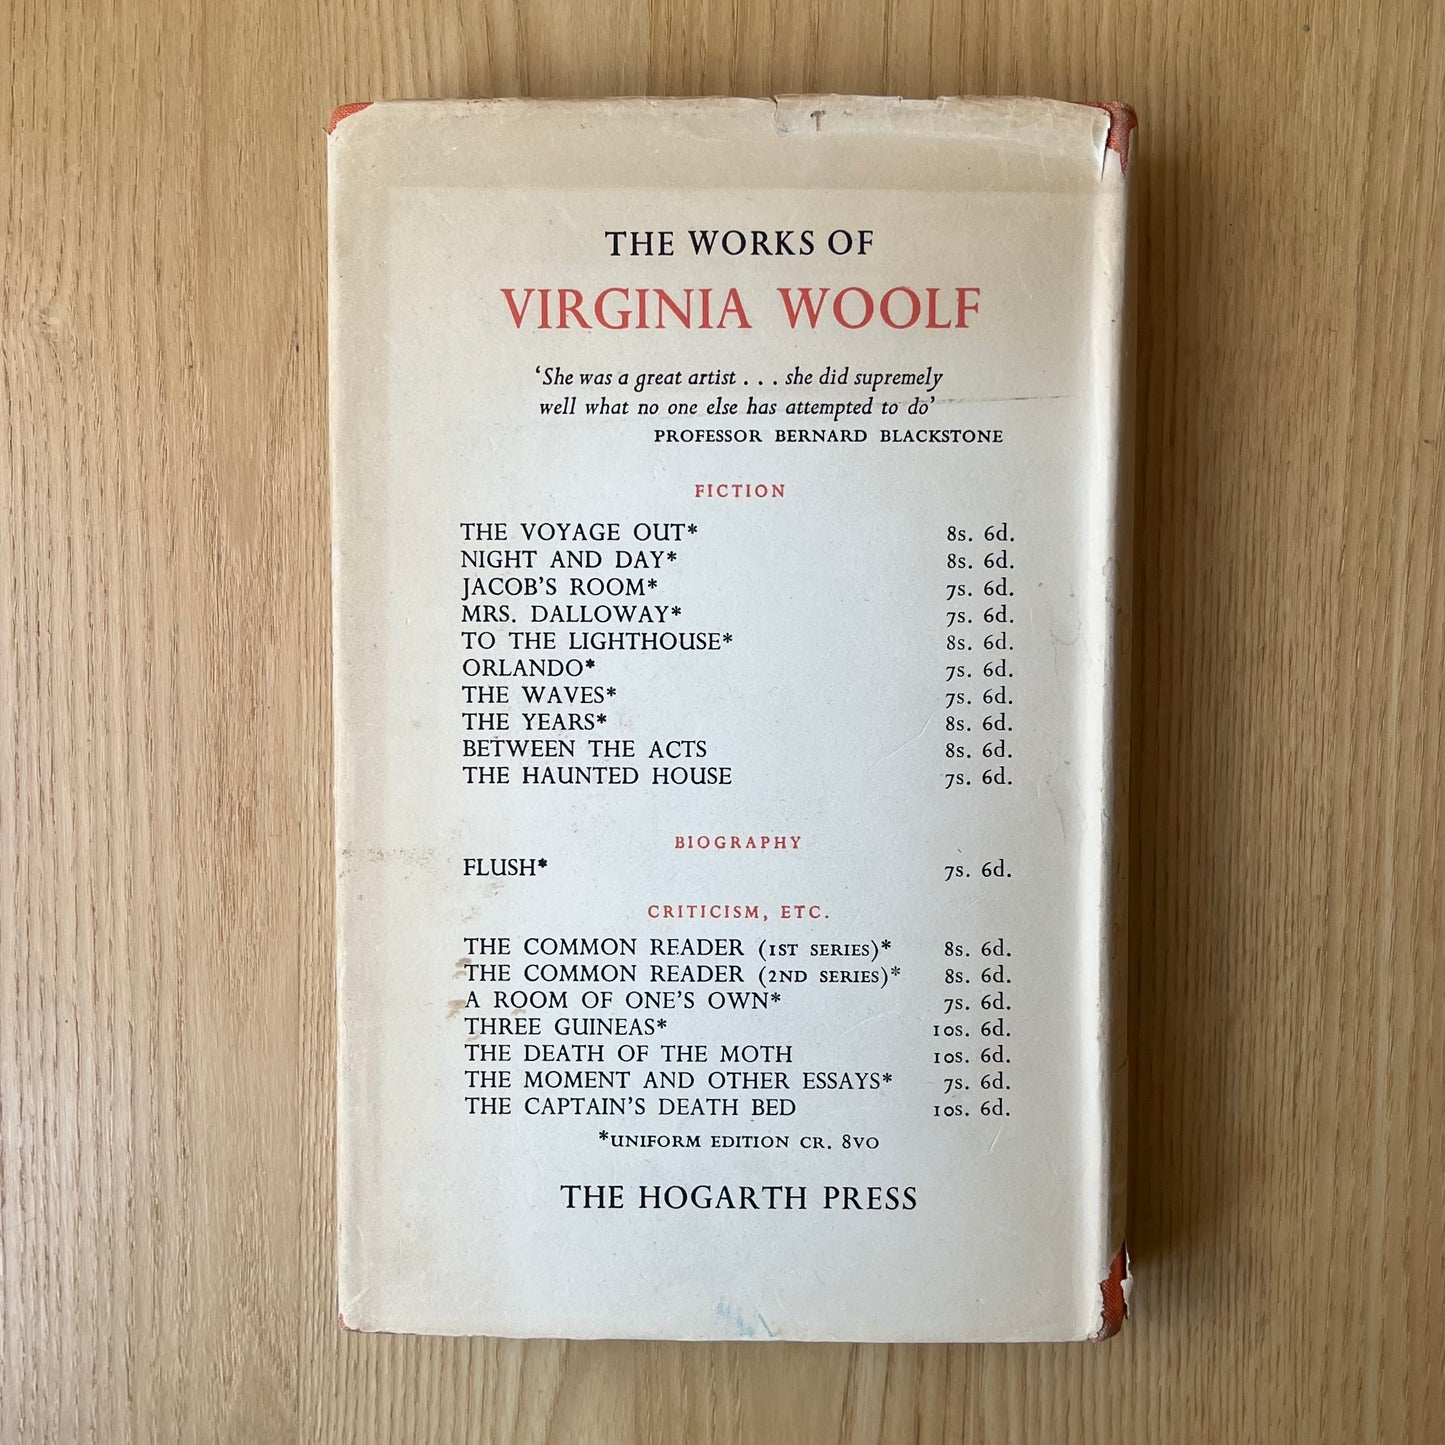 THE WORKS OF
VIRGINIA WOOLF
‘She was a great artist . . . she did supremely
well what no one else has attempted to do’
PROFESSOR BERNARD BLACKSTONE
FICTION
THE VOYAGE OUT* 8s. 6d.
NIGHT AND DAY* 8s. 6d.
JACOB’S ROOM* 7s. 6d.
MRS. DALLOWAY* 7s. 6d.
TO THE LIGHTHOUSE* 8s. 6d.
ORLANDO* 7s. 6d.
THE WAVES* 7s. 6d.
THE YEARS* 8s. 6d.
BETWEEN THE ACTS 8s. 6d.
THE HAUNTED HOUSE 7s. 6d.
BIOGRAPHY
FLUSH* 7s. 6d.
CRITICISM, ETC.
THE COMMON READER (1ST SERIES)* 8s. 6d.
THE COMMON READER (2ND SERIES)* 8s. 6d.
A ROOM OF ONE’S OWN* 7s. 6d.
THREE GUINEAS* 10s. 6d.
THE DEATH OF THE MOTH 10s. 6d.
THE MOMENT AND OTHER ESSAYS* 7s. 6d.
THE CAPTAIN’S DEATH BED 10s. 6d.
*UNIFORM EDITION CR. 8VO
THE HOGARTH PRESS